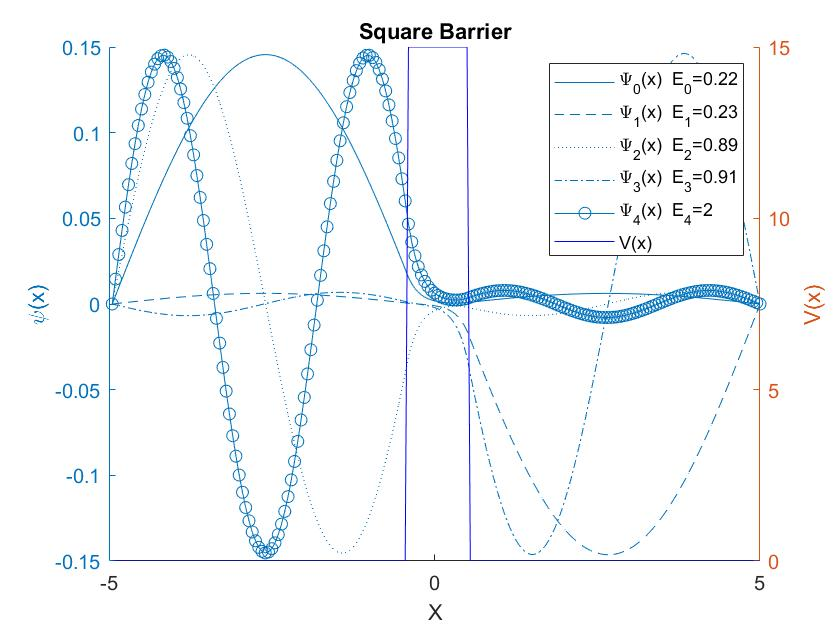 Square Barrier
0.15
0.1
0.05
0
-0.05
-0.1
-0.15
ψ(x)
15
10
5
0
V(x)
Ψ0(x) E0=0.22
Ψ1(x) E1=0.23
Ψ2(x) E2=0.89
Ψ3(x) E3=0.91
Ψ4(x) E4=2
V(x)
-5
0
5
X